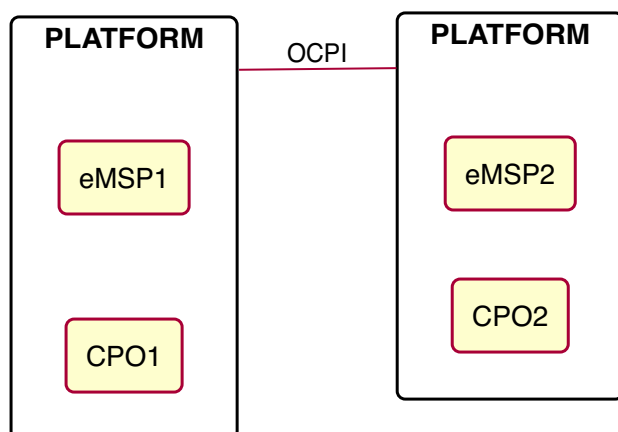 PLATFORM
OCPI
PLATFORM
eMSP1
eMSP2
CPO1
CPO2